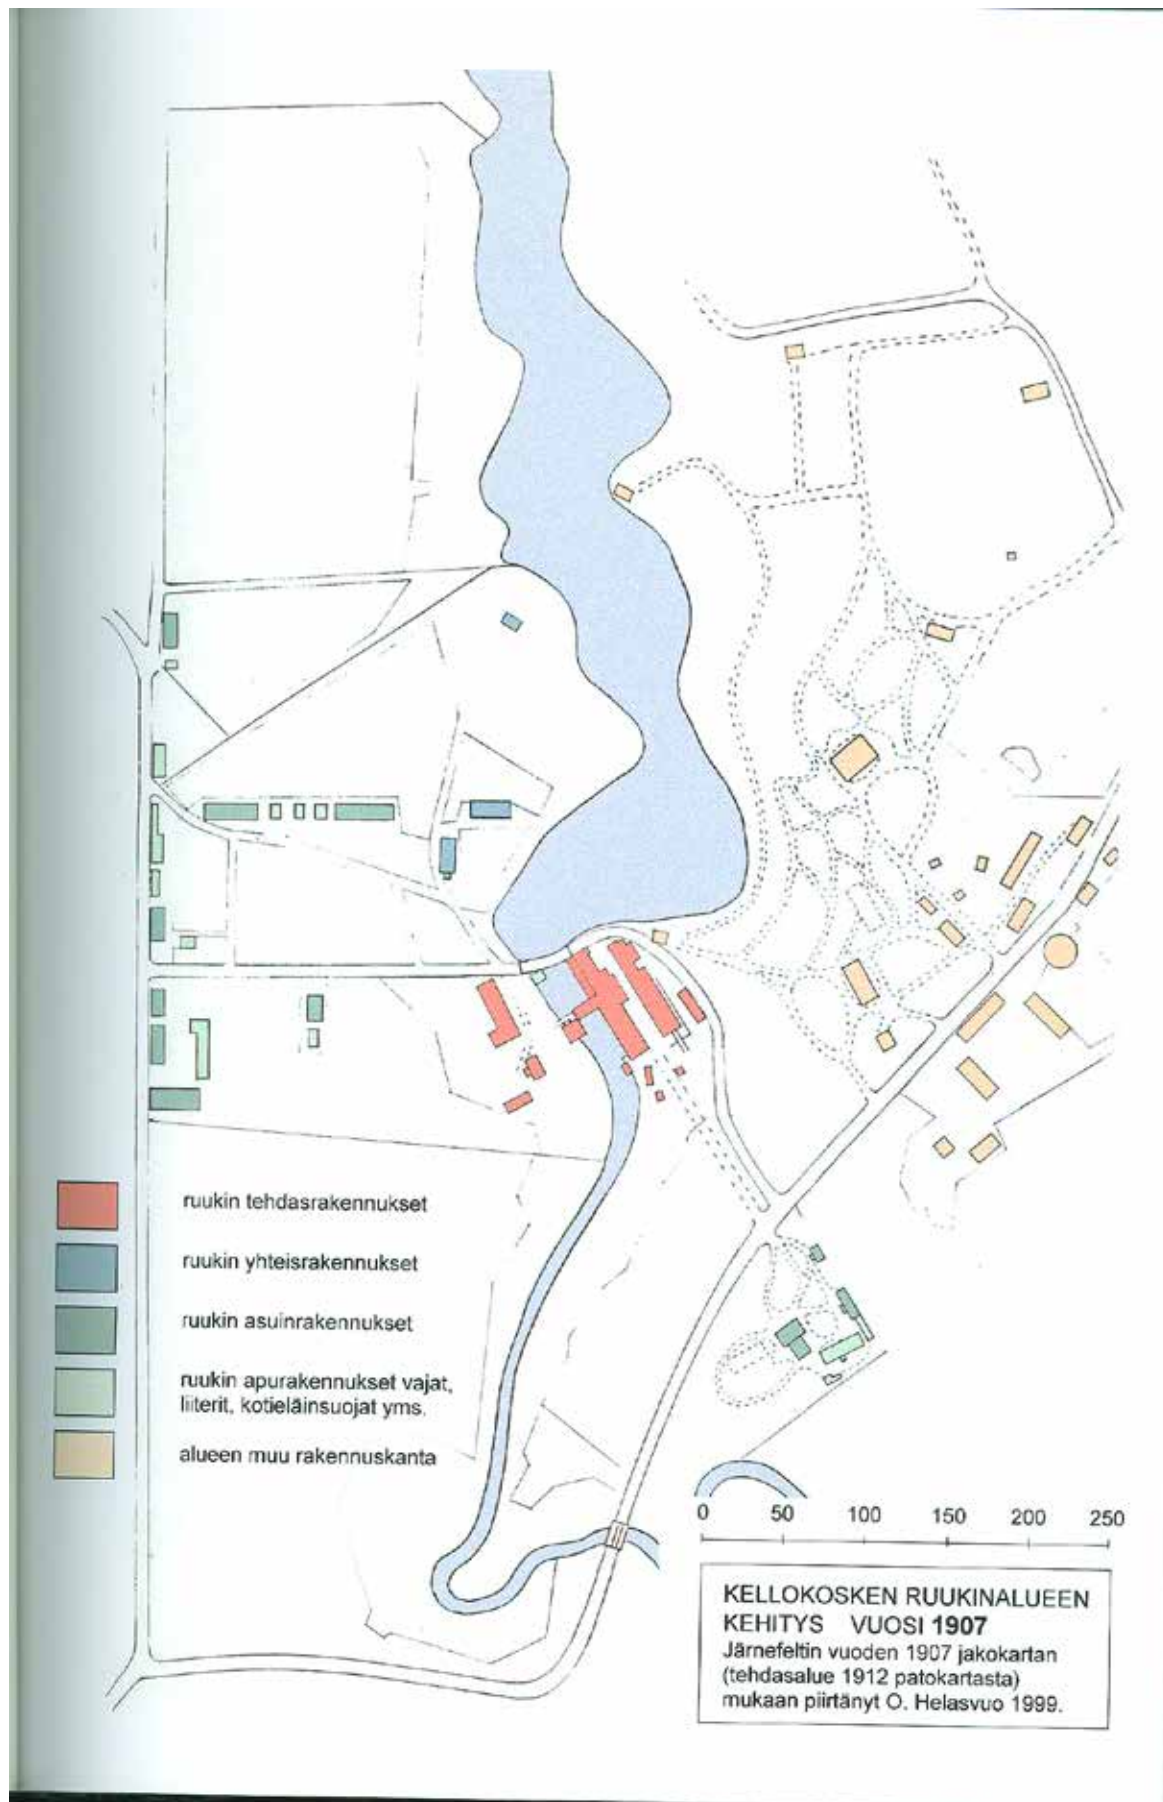 ruukin tehdasrakennukset
ruukin yhteisrakennukset
ruukin asuinrakennukset
ruukin apurakennukset vajat,
liiterit, kotieläinsuojat yms.
alueen muu rakennuskanta
0 50 100 150 200 250
KELLOKOSKEN RUUKINALUEEN
KEHITYS VUOSI 1907
Järnefeltin vuoden 1907 jakokartan
(tehdasalue 1912 patokartasta)
mukaan piirtänyt O. Helasvuo 1999.